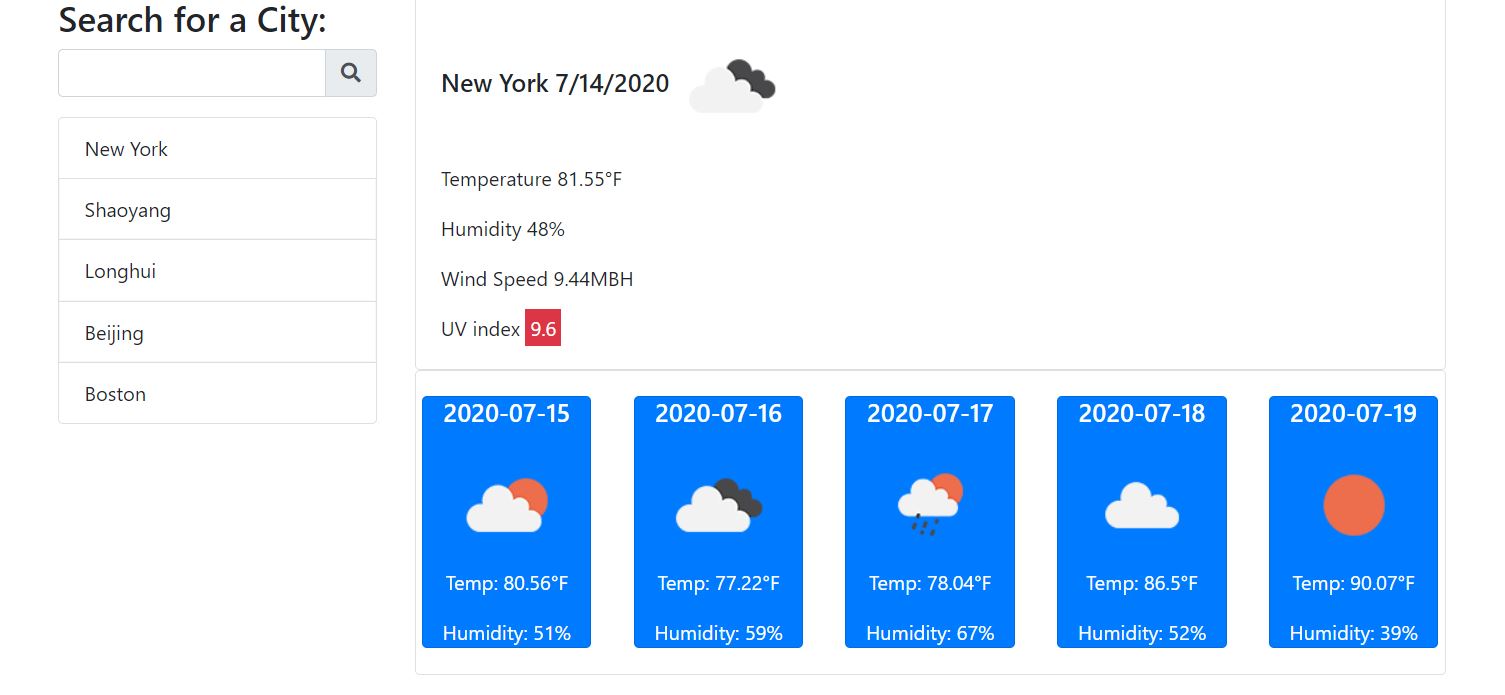 Search for a City:
New York
Shaoyang
Longhui
Beijing
Boston
New York 7/14/2020
Temperature 81.55°F
Humidity 48%
Wind Speed 9.44MBH
UV index 9.6
2020-07-15
Temp: 80.56°F
Humidity: 51%
2020-07-16
Temp: 77.22°F
Humidity: 59%
2020-07-17
Temp: 78.04°F
Humidity: 67%
2020-07-18
Temp: 86.5°F
Humidity: 52%
2020-07-19
Temp: 90.07°F
Humidity: 39%